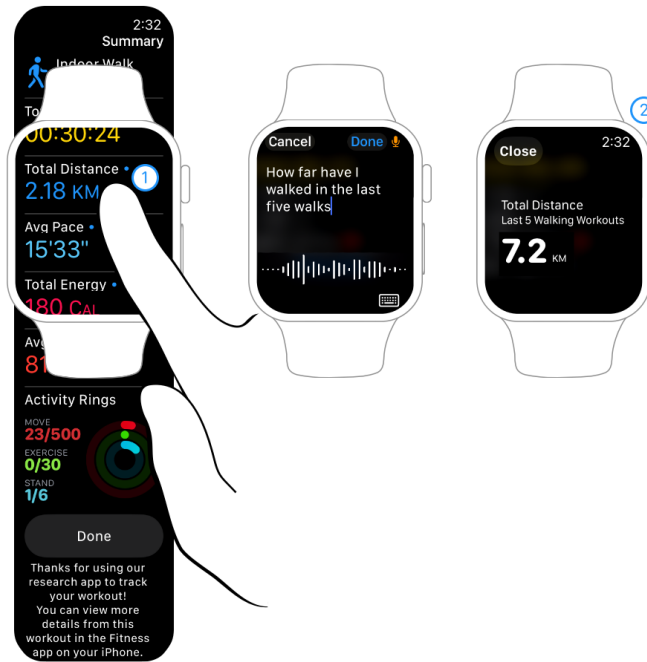 2:32
Summary
Indoor Walk
To
00:30:24
Total Distance •
2.18 KM
1
Avg Pace •
15'33"
Total Energy •
180 CAL
Av
81
Activity Rings
MOVE
23/500
EXERCISE
0/30
STAND
1/6
Done
Thanks for using our
research app to track
your workout!
You can view more
details from this
workout in the Fitness
app on your iPhone.
Cancel
Done
How far have I
walked in the last
five walks
2
Close
2:32
Total Distance
Last 5 Walking Workouts
7.2 KM